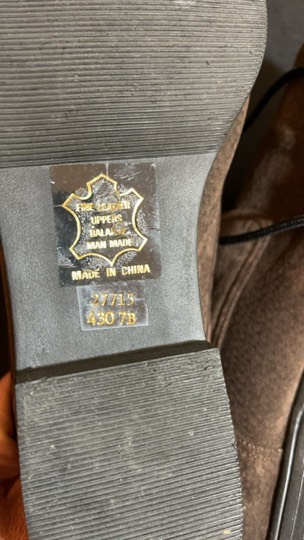 FINE LEATHER
UPPERS
BALANCE
MAN MADE
MADE IN CHINA
27715
430 7B